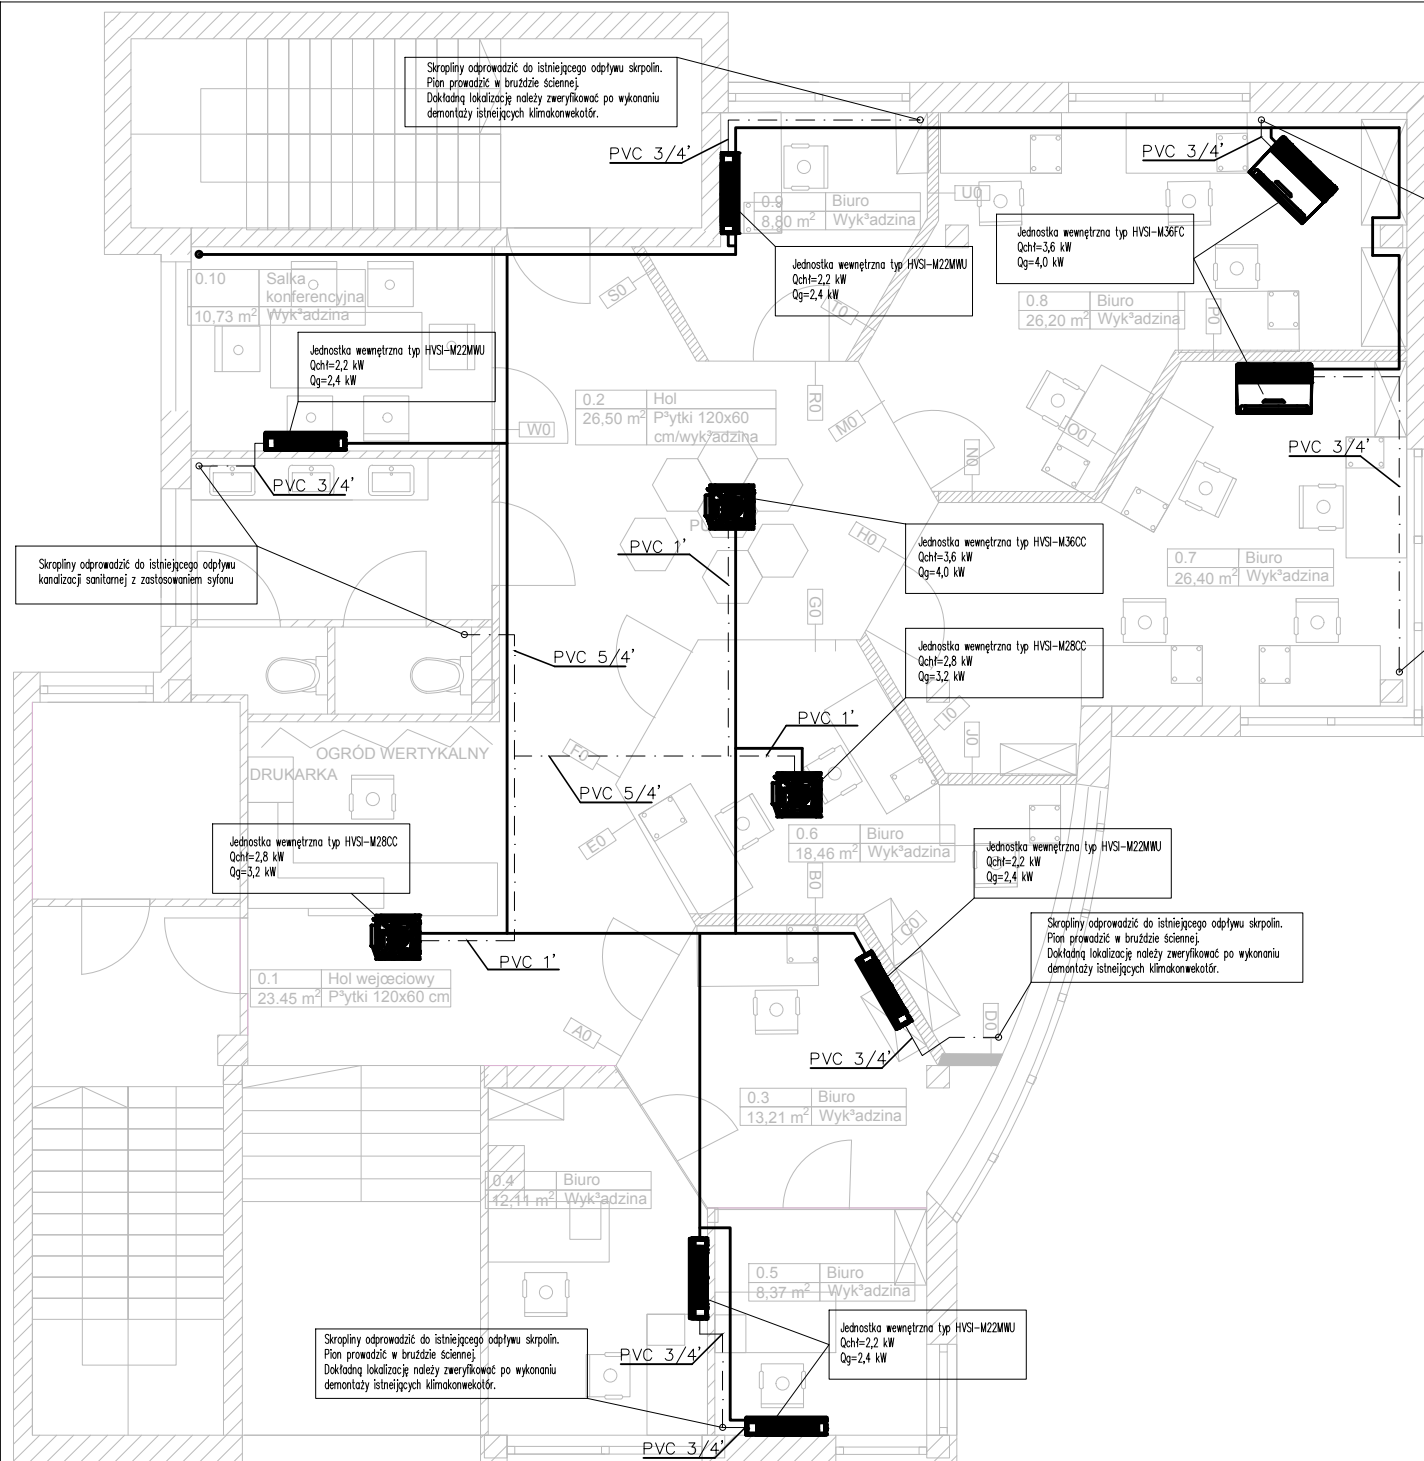 Skropliny odprowadzić do istniejącego odpływu skrpolin.
Pion prowadzić w bruździe ściennej.
Dokładną lokalizację należy zweryfikować po wykonaniu
demontaży istneijących klimakonwekotór.
PVC 3/4'
PVC 3/4'
0.9 Biuro
8,80 m² Wyk³adzina
U0
Jednostka wewnętrzna typ HVSI-M36FC
Qchł=3,6 kW
Qg=4,0 kW
Jednostka wewnętrzna typ HVSI-M22MWU
Qchł=2,2 kW
Qg=2,4 kW
0.10 Salka
konferencyjna
10,73 m² Wyk³adzina
S0
T0
0.8 Biuro
26,20 m² Wyk³adzina
P0
Jednostka wewnętrzna typ HVSI-M22MWU
Qchł=2,2 kW
Qg=2,4 kW
0.2 Hol
26,50 m² P³ytki 120x60
cm/wyk³adzina
R0
M0
W0
O0
N0
PVC 3/4'
PVC 3/4'
PU
H0
PVC 1'
Jednostka wewnętrzna typ HVSI-M36CC
Qchł=3,6 kW
Qg=4,0 kW
Skropliny odprowadzić do istniejącego odpływu
kanalizacji sanitarnej z zastosowaniem syfonu
0.7 Biuro
26,40 m² Wyk³adzina
G0
Jednostka wewnętrzna typ HVSI-M28CC
Qchł=2,8 kW
Qg=3,2 kW
PVC 5/4'
I0
J0
PVC 1'
OGRÓD WERTYKALNY
DRUKARKA
F0
PVC 5/4'
E0
0.6 Biuro
18,46 m² Wyk³adzina
Jednostka wewnętrzna typ HVSI-M28CC
Qchł=2,8 kW
Qg=3,2 kW
Jednostka wewnętrzna typ HVSI-M22MWU
Qchł=2,2 kW
Qg=2,4 kW
B0
C0
Skropliny odprowadzić do istniejącego odpływu skrpolin.
Pion prowadzić w bruździe ściennej.
Dokładną lokalizację należy zweryfikować po wykonaniu
demontaży istneijących klimakonwekotór.
PVC 1'
0.1 Hol wejœciowy
23.45 m² P³ytki 120x60 cm
A0
D0
PVC 3/4'
0.3 Biuro
13,21 m² Wyk³adzina
0.4 Biuro
12,11 m² Wyk³adzina
0.5 Biuro
8,37 m² Wyk³adzina
Jednostka wewnętrzna typ HVSI-M22MWU
Qchł=2,2 kW
Qg=2,4 kW
Skropliny odprowadzić do istniejącego odpływu skrpolin.
Pion prowadzić w bruździe ściennej.
Dokładną lokalizację należy zweryfikować po wykonaniu
demontaży istneijących klimakonwekotór.
PVC 3/4'
PVC 3/4'